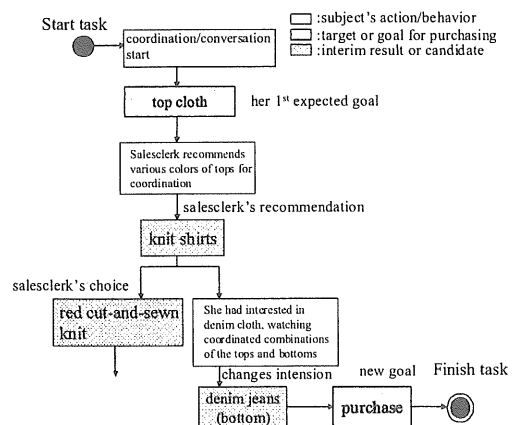 Start task
coordination/conversation
start
:subject's action/behavior
:target or goal for purchasing
:interim result or candidate
top cloth
her 1st expected goal
Salesclerk recommends
various colors of tops for
coordination
salesclerk's recommendation
knit shirts
salesclerk's choice
red cut-and-sewn
knit
She had interested in
denim cloth, watching
coordinated combinations
of the tops and bottoms
changes intension
new goal
Finish task
denim jeans
(bottom)
purchase